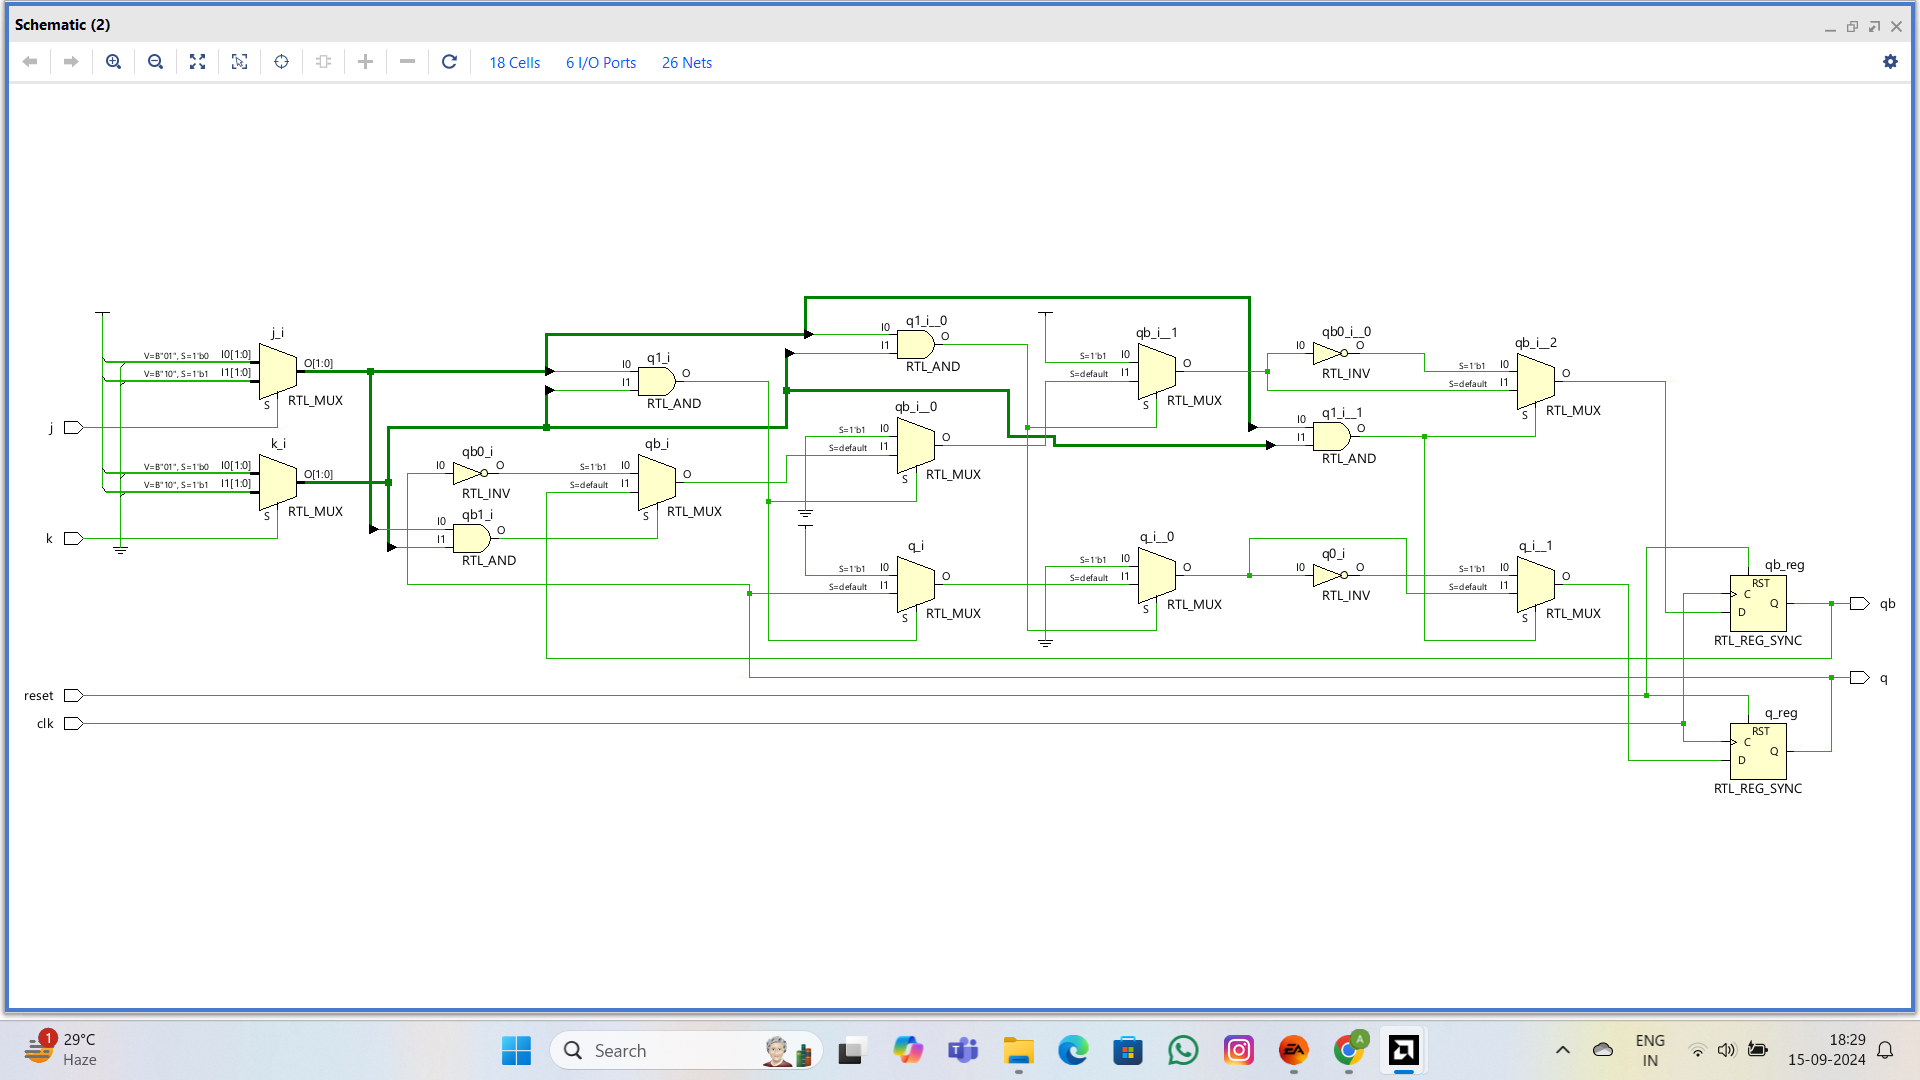 Schematic (2)
18 Cells 6 I/O Ports 26 Nets
j_i
V=B"01", S=1'b0 I0[1:0]
V=B"10", S=1'b1 I1[1:0]
O[1:0]
S
RTL_MUX
j
k_i
V=B"01", S=1'b0 I0[1:0]
V=B"10", S=1'b1 I1[1:0]
O[1:0]
S
RTL_MUX
k
qb0_i
I0 O
RTL_INV
qb1_i
I0
I1
O
RTL_AND
q1_i
I0
I1
O
RTL_AND
qb_i
S=1'b1 I0
S=default I1
O
S
RTL_MUX
q1_i__0
I0
I1
O
RTL_AND
qb_i__0
S=1'b1 I0
S=default I1
O
S
RTL_MUX
q_i
S=1'b1 I0
S=default I1
O
S
RTL_MUX
qb_i__1
S=1'b1 I0
S=default I1
O
S
RTL_MUX
q_i__0
S=1'b1 I0
S=default I1
O
S
RTL_MUX
qb0_i__0
I0 O
RTL_INV
q1_i__1
I0
I1
O
RTL_AND
q0_i
I0 O
RTL_INV
qb_i__2
S=1'b1 I0
S=default I1
O
S
RTL_MUX
q_i__1
S=1'b1 I0
S=default I1
O
S
RTL_MUX
qb_reg
RST
C
D
Q
RTL_REG_SYNC
qb
q
reset
clk
q_reg
RST
C
D
Q
RTL_REG_SYNC
1
29°C
Haze
Search
A
EA
ENG
IN
18:29
15-09-2024